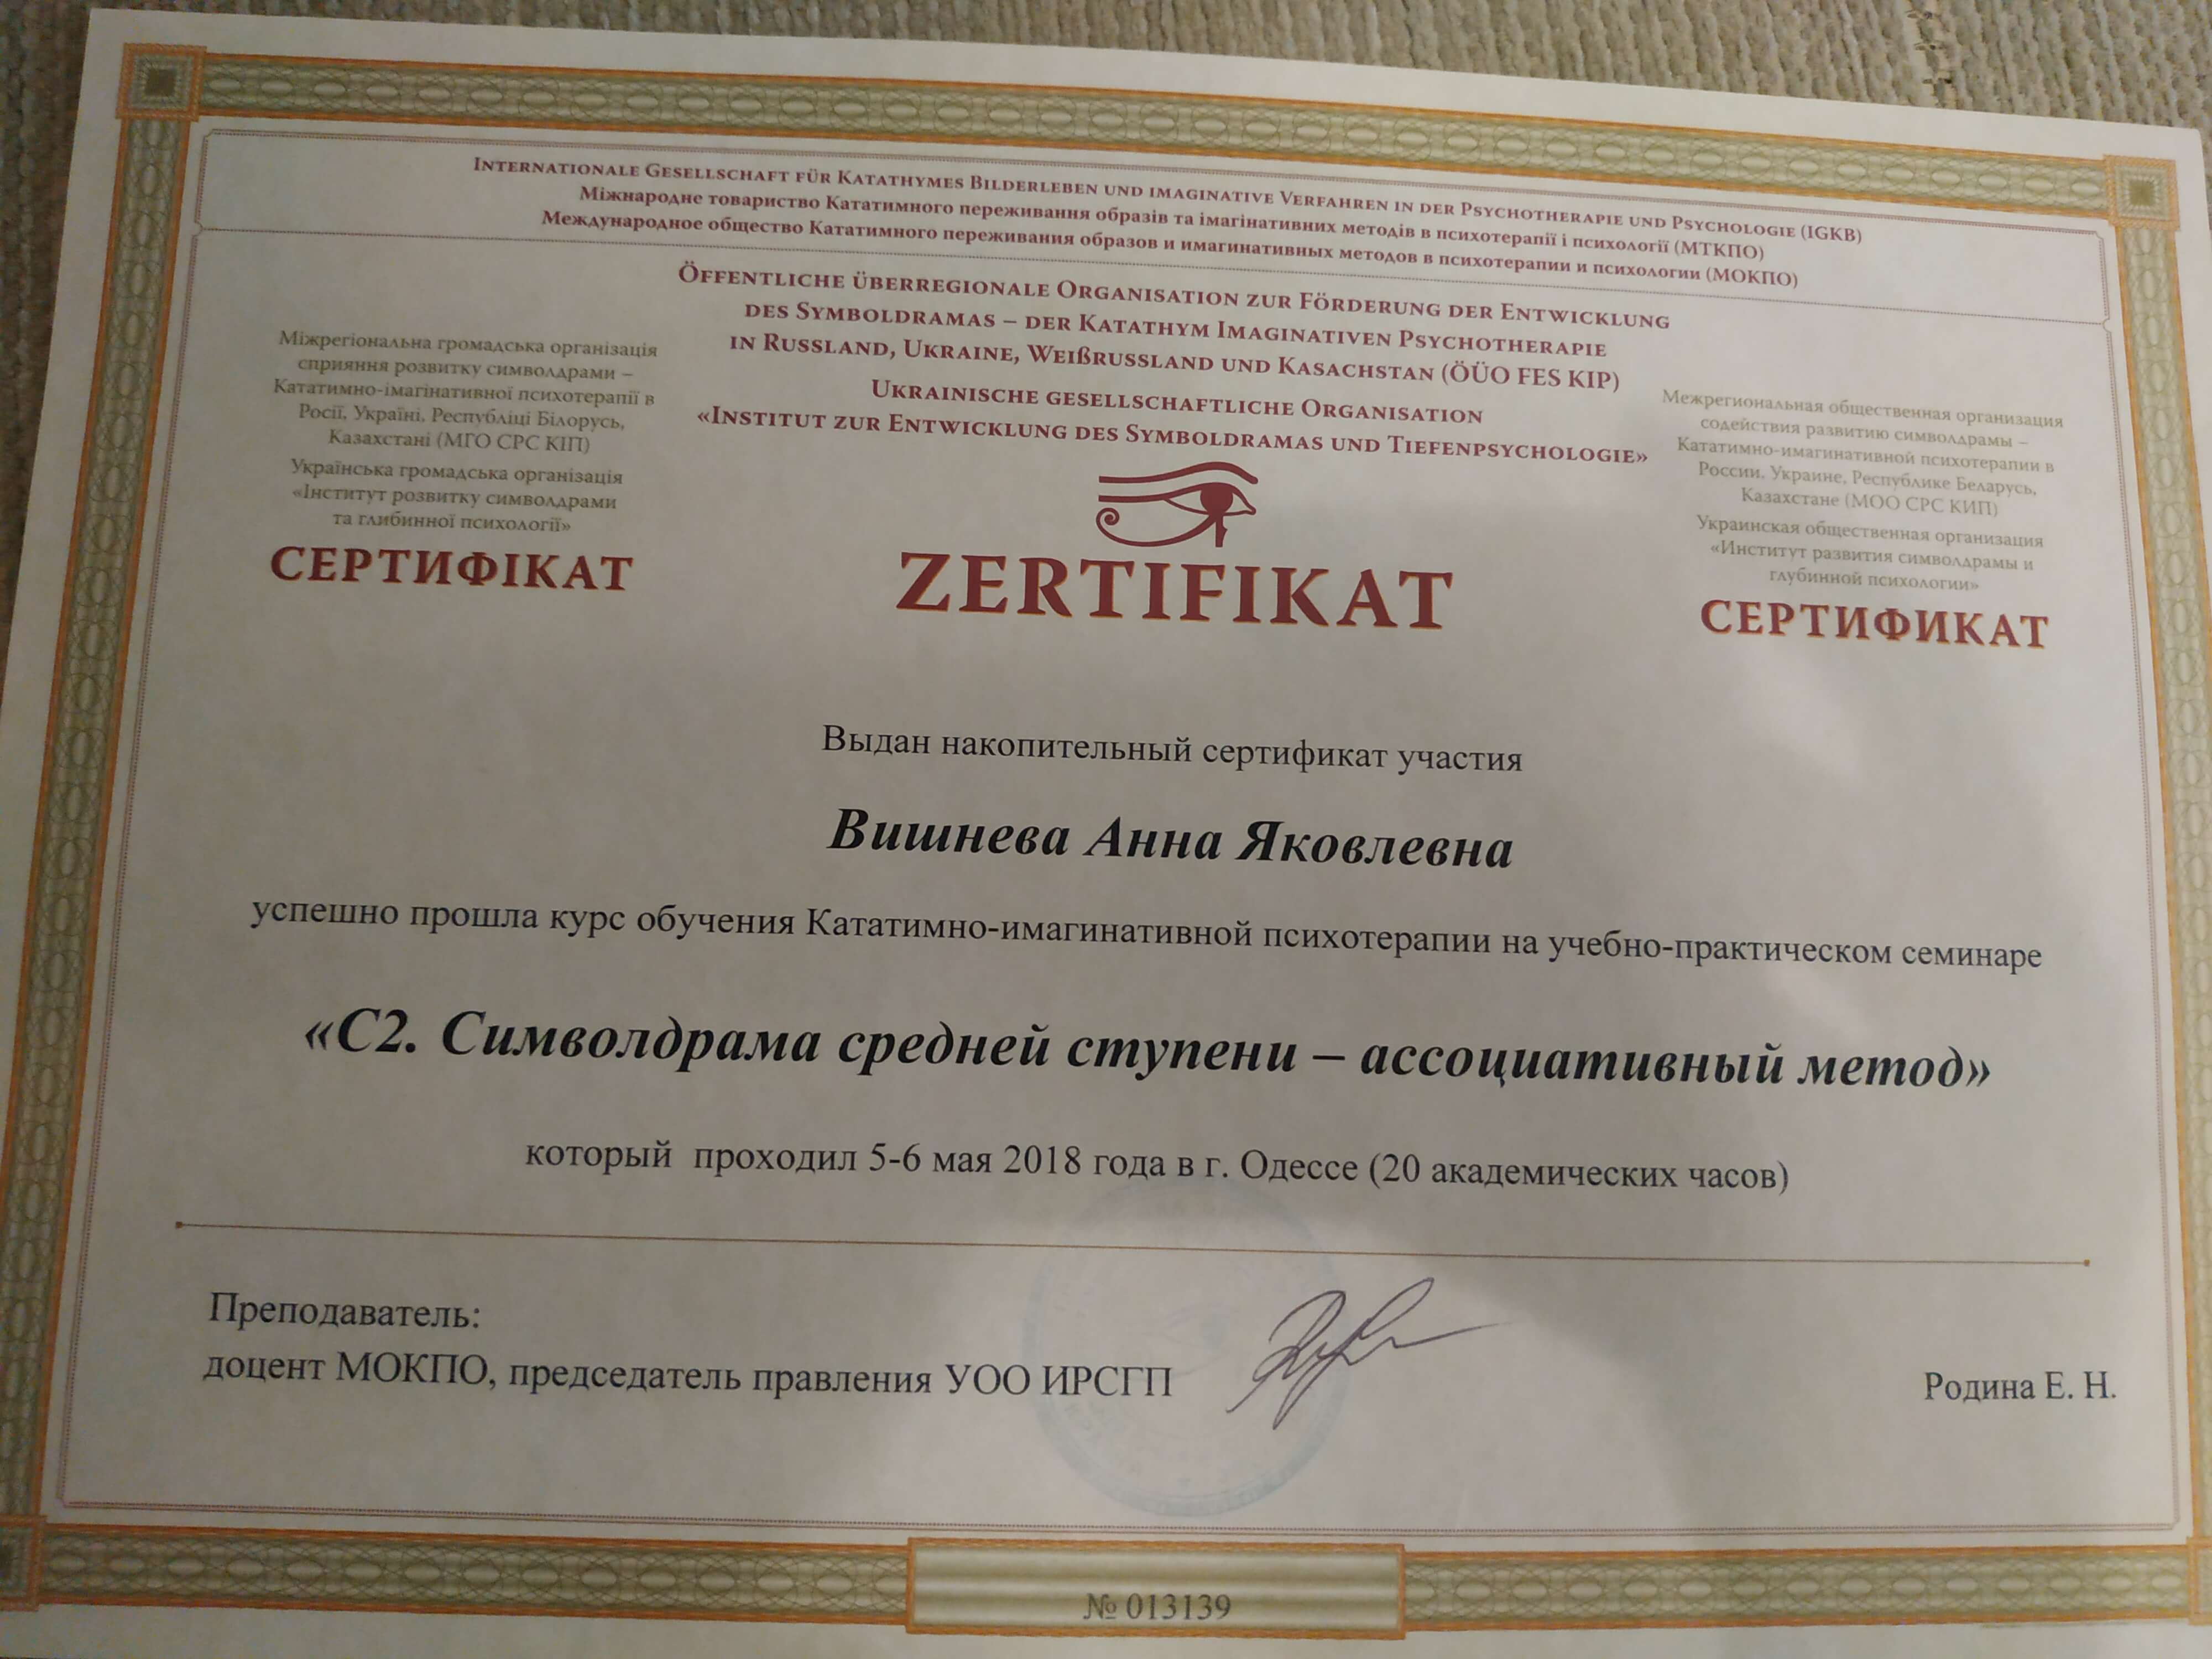 Internationale Gesellschaft für Katathymes Bilderleben und imaginative Verfahren in der Psychotherapie und Psychologie (IGKB)
Міжнародне товариство Кататимного переживання образів та імагінативних методів в психотерапії і психології (МТКПО)
Международное общество Кататимного переживания образов и имагинативных методов в психотерапии и психологии (МОКПО)
Öffentliche überregionale Organisation zur Förderung der Entwicklung
des Symboldramas – der Katathym Imaginativen Psychotherapie
in Russland, Ukraine, Weißrussland und Kasachstan (ÖÜO FES KIP)
Ukrainische gesellschaftliche Organisation
«Institut zur Entwicklung des Symboldramas und Tiefenpsychologie»
Міжрегіональна громадська організація
сприяння розвитку символдрами –
Кататимно-імагінативної психотерапії в
Росії, Україні, Республіці Білорусь,
Казахстані (МГО СРС КІП)
Українська громадська організація
«Інститут розвитку символдрами
та глибинної психології»
СЕРТИФІКАТ
ZERTIFIKAT
Межрегиональная общественная организация
содействия развитию символдрамы –
Кататимно-имагинативной психотерапии в
России, Украине, Республике Беларусь,
Казахстане (МОО СРС КИП)
Украинская общественная организация
«Институт развития символдрамы и
глубинной психологии»
СЕРТИФИКАТ
Выдан накопительный сертификат участия
Вишнева Анна Яковлевна
успешно прошла курс обучения Кататимно-имагинативной психотерапии на учебно-практическом семинаре
«С2. Символдрама средней ступени – ассоциативный метод»
который проходил 5-6 мая 2018 года в г. Одессе (20 академических часов)
Преподаватель:
доцент МОКПО, председатель правления УОО ИРСГП
Родина Е. Н.
№ 013139